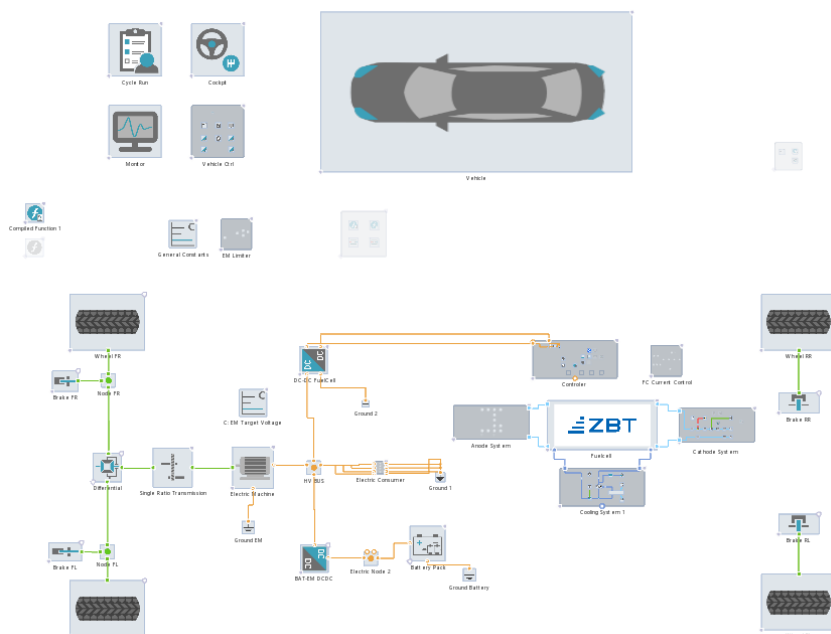 Cycle Run
Cockpit
Monitor
Vehicle Ctrl
Vehicle
Compiled Function 1
General Constants
EM Limiter
Wheel FR
Wheel RR
DC-DC FuelCell
Controler
FC Current Control
Brake FR
Node FR
Ground 2
Brake RR
C: EM Target Voltage
ZBT
Anode System
Fuelcell
Cathode System
Differential
Single Ratio Transmission
Electric Machine
HV BUS
Electric Consumer
Ground 1
Cooling System 1
Ground EM
Brake FL
Node FL
Brake RL
BAT-EM DCDC
Electric Node 2
Battery Pack
Ground Battery